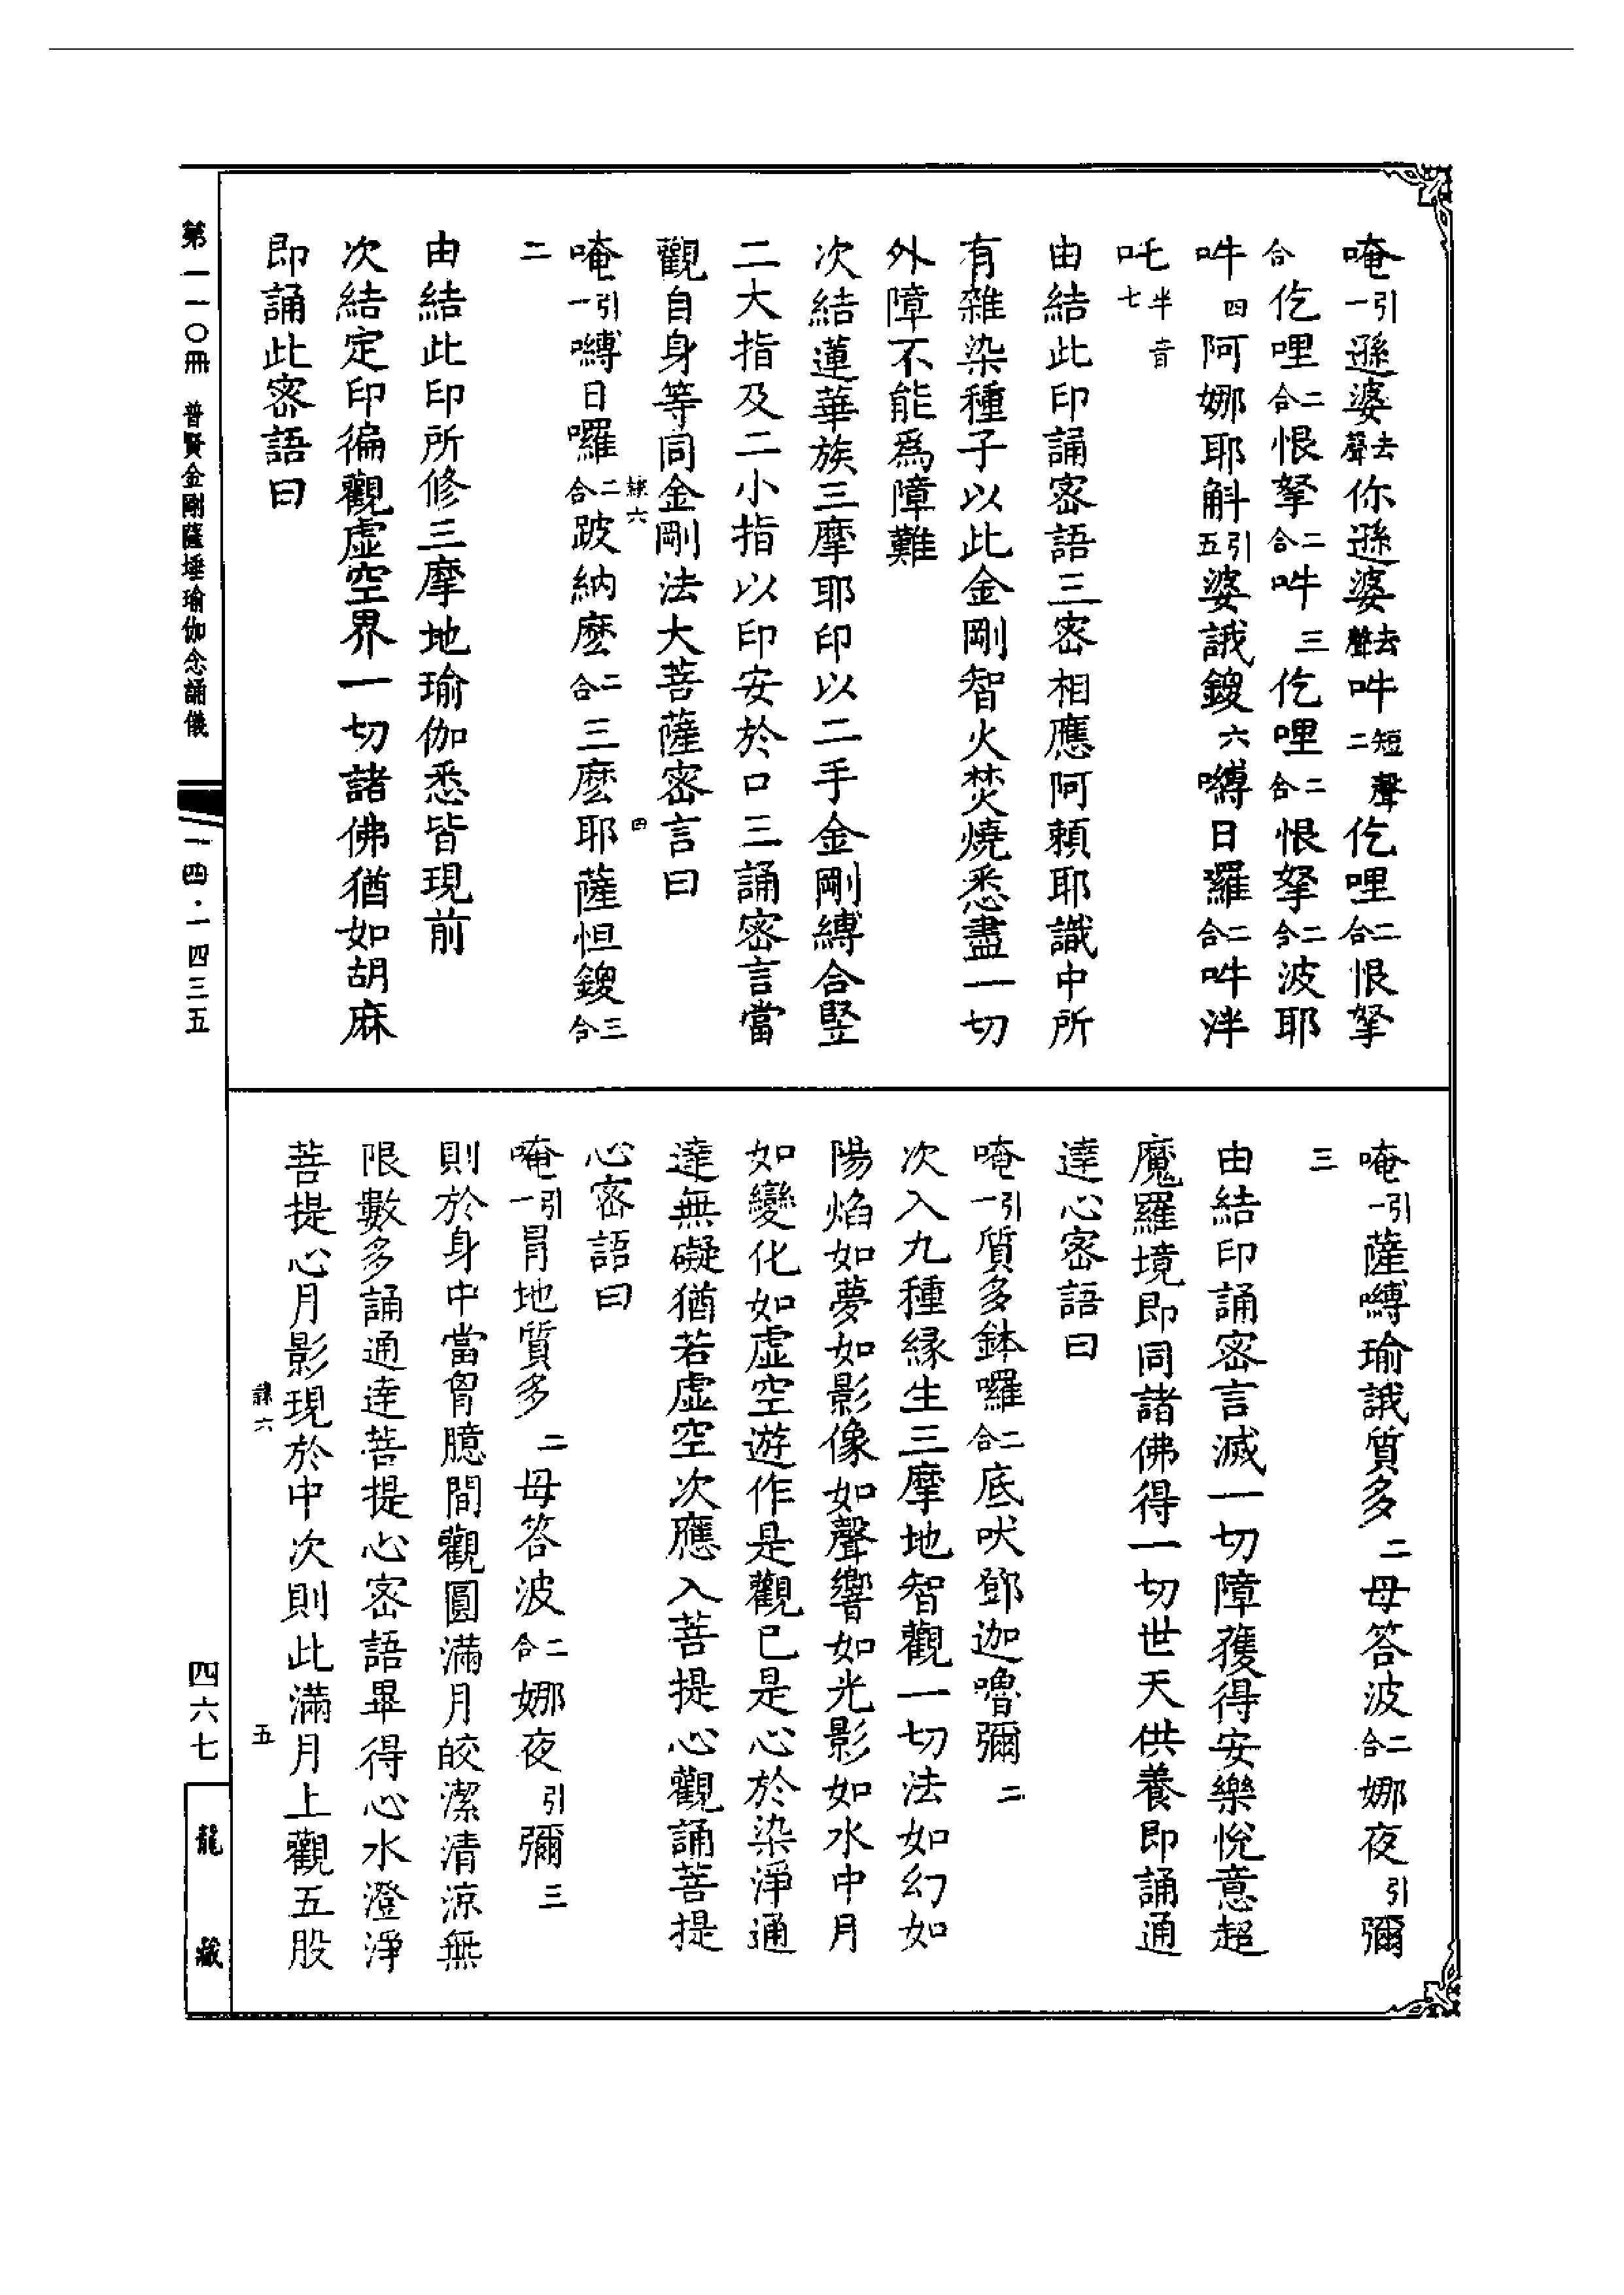 唵引一遜婆去聲你遜婆去聲吽短聲二仡哩二合恨拏
合仡哩二合恨拏二合吽三仡哩二合恨拏二合波耶
吽四阿娜耶斛引五婆誐鑁六嚩日囉二合吽泮
吒半音七
由結此印誦密語三密相應阿賴耶識中所
有雜染種子以此金剛智火焚燒悉盡一切
外障不能為障難
次結蓮華族三摩耶印以二手金剛縛合豎
二大指及二小指以印安於口三誦密言當
觀自身等同金剛法大菩薩密言曰
隸六
四
唵引一嚩日囉二合跛納麼二合三麼耶薩怛鑁三合
二
由結此印所修三摩地瑜伽悉皆現前
次結定印徧觀虛空界一切諸佛猶如胡麻
即誦此密語曰
唵引一薩嚩瑜誐質多二母答波二合娜夜引彌
三
由結印誦密言滅一切障獲得安樂悅意超
魔羅境即同諸佛得一切世天供養即誦通
達心密語曰
唵引一質多鉢囉二合底吠鄧迦嚕彌二
次入九種緣生三摩地智觀一切法如幻如
陽焰如夢如影像如聲響如光影如水中月
如變化如虛空遊作是觀已是心於染淨通
達無礙猶若虛空次應入菩提心觀誦菩提
心密語曰
唵引一冐地質多二母答波二合娜夜引彌三
則於身中當胷臆間觀圓滿月皎潔清涼無
限數多誦通達菩提心密語畢得心水澄淨
菩提心月影現於中次則此滿月上觀五股
隸六
五
第一一〇冊 普賢金剛薩埵瑜伽念誦儀
一四·一四三五
四六七
龍藏